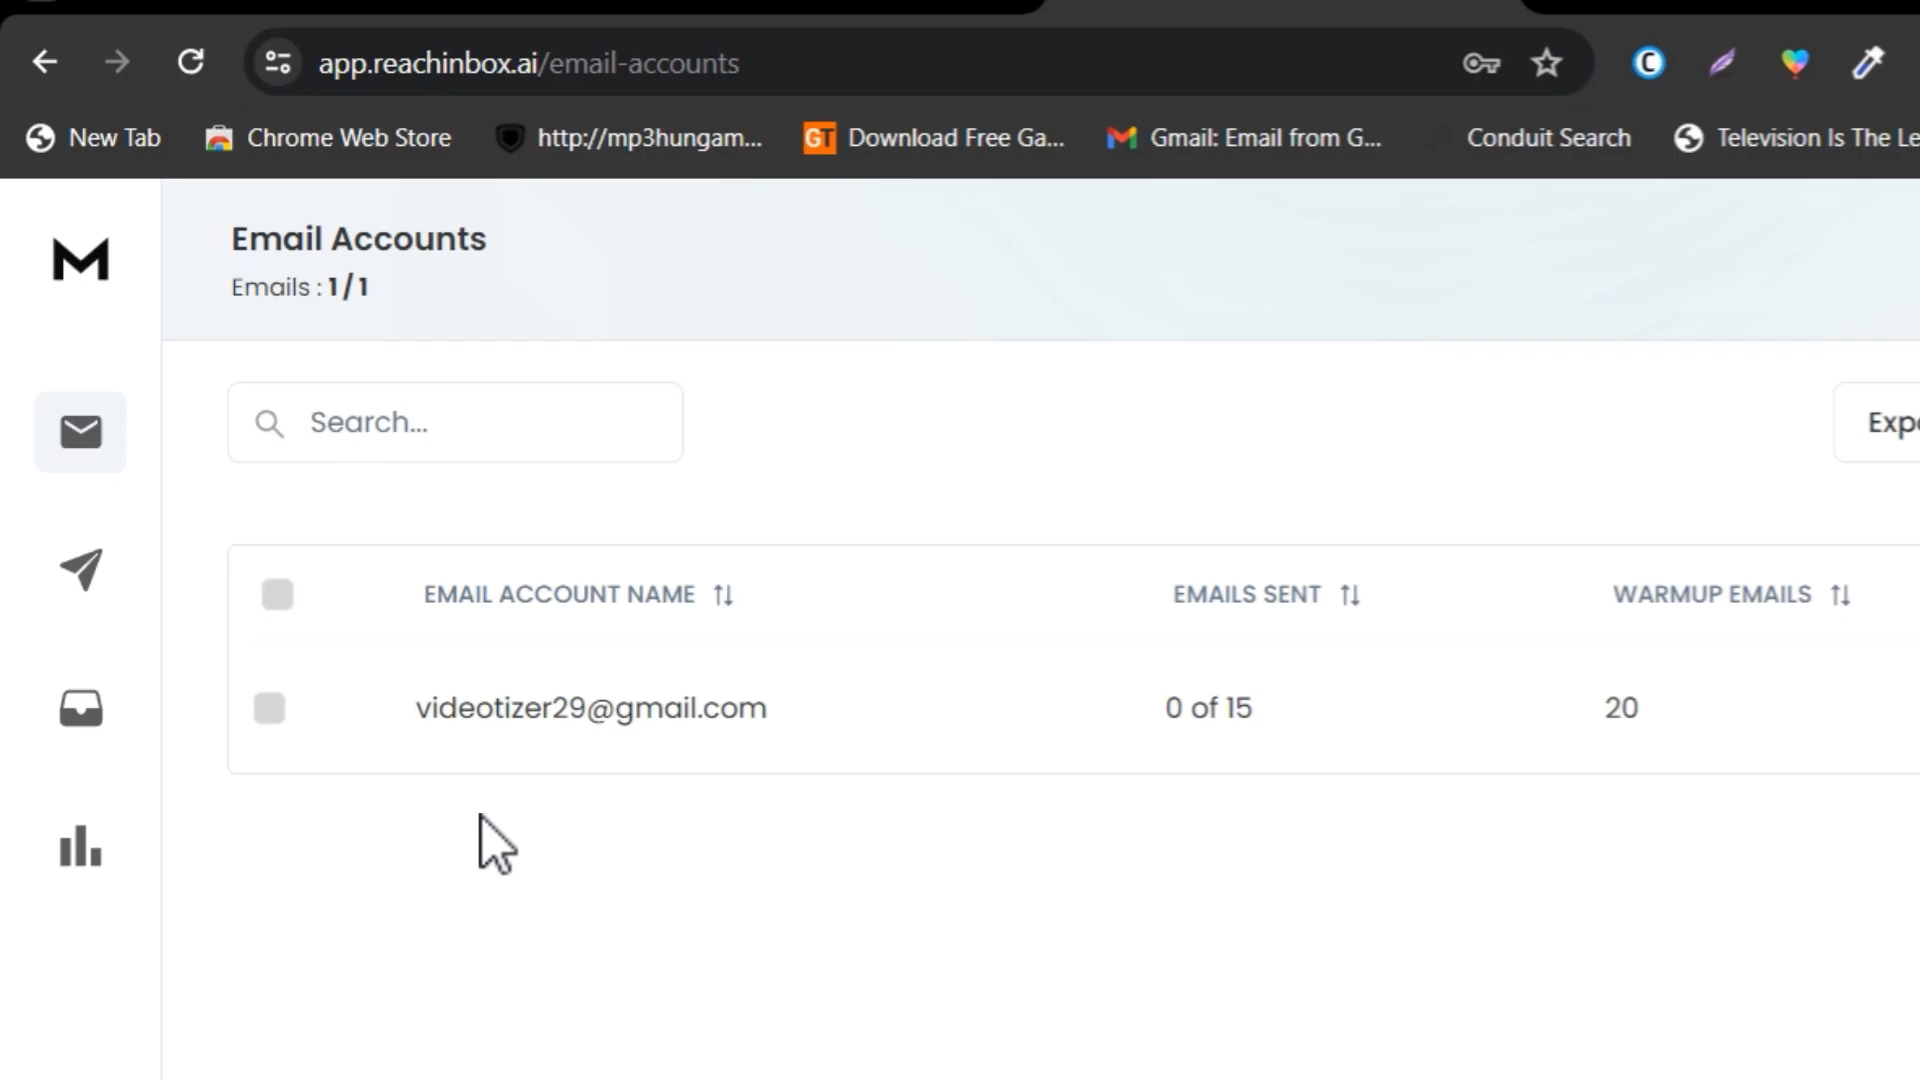 app.reachinbox.ai/email-accounts
New Tab
Chrome Web Store
http://mp3hungam...
GT Download Free Ga...
Gmail: Email from G...
Conduit Search
Television Is The Le
Email Accounts
Emails : 1 / 1
Search...
Expo
EMAIL ACCOUNT NAME
EMAILS SENT
WARMUP EMAILS
videotizer29@gmail.com
0 of 15
20